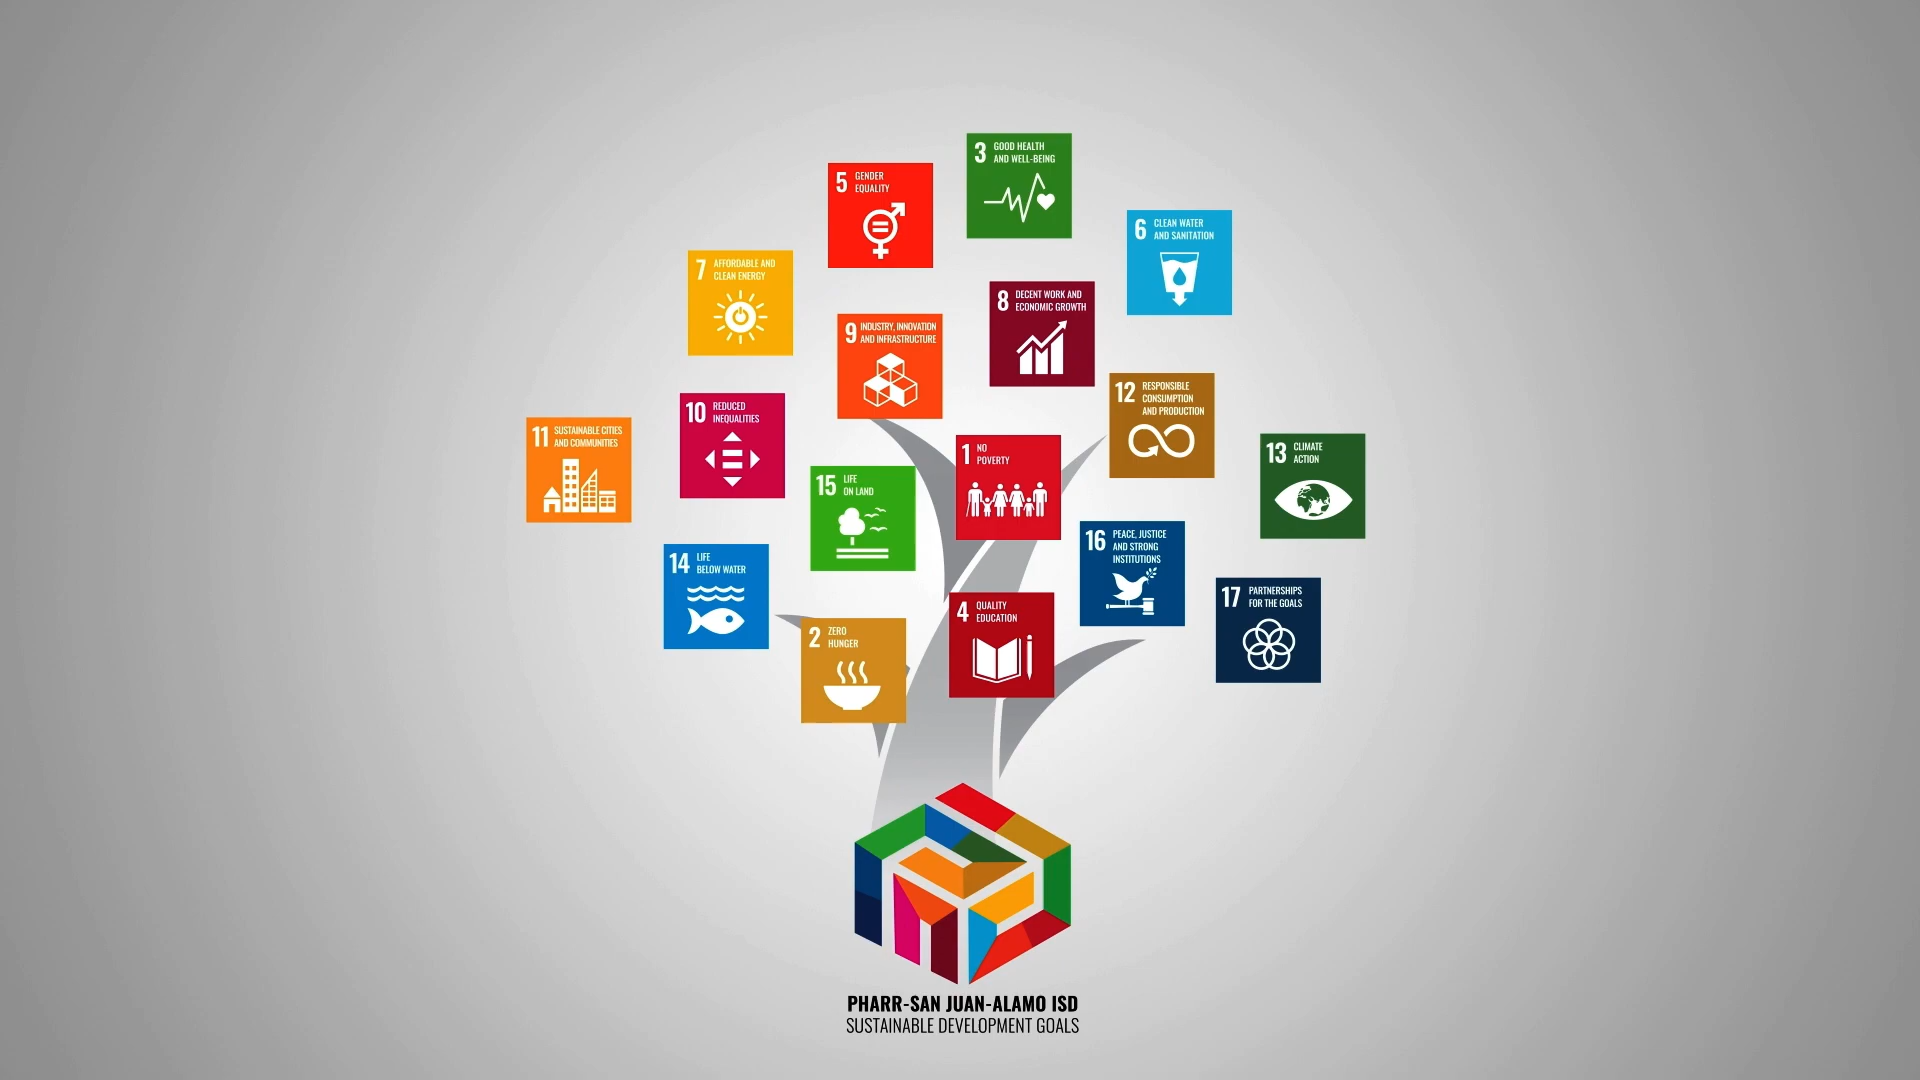 3 GOOD HEALTH
AND WELL-BEING
5 GENDER
EQUALITY
6 CLEAN WATER
AND SANITATION
7 AFFORDABLE AND
CLEAN ENERGY
8 DECENT WORK AND
ECONOMIC GROWTH
9 INDUSTRY, INNOVATION
AND INFRASTRUCTURE
12 RESPONSIBLE
CONSUMPTION
AND PRODUCTION
10 REDUCED
INEQUALITIES
11 SUSTAINABLE CITIES
AND COMMUNITIES
1 NO
POVERTY
13 CLIMATE
ACTION
15 LIFE
ON LAND
16 PEACE, JUSTICE
AND STRONG
INSTITUTIONS
14 LIFE
BELOW WATER
17 PARTNERSHIPS
FOR THE GOALS
4 QUALITY
EDUCATION
2 ZERO
HUNGER
PHARR-SAN JUAN-ALAMO ISD
SUSTAINABLE DEVELOPMENT GOALS